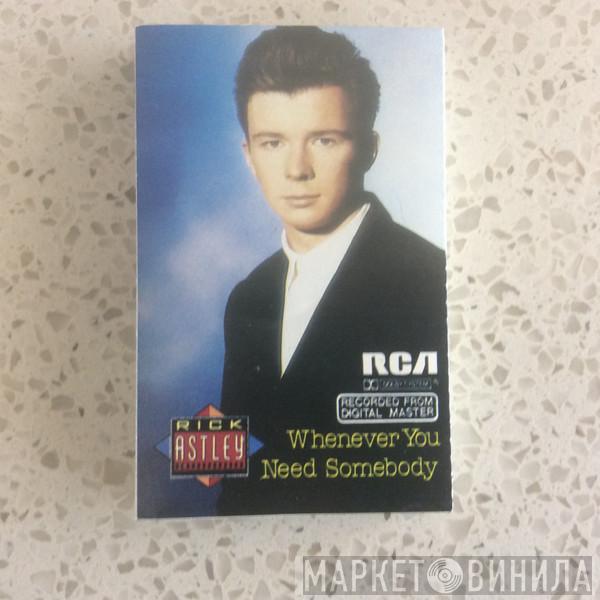 RCA
RECORDED FROM
DIGITAL MASTER
RICK
ASTLEY
Whenever You
Need Somebody
МАРКЕТ ВИНИЛА